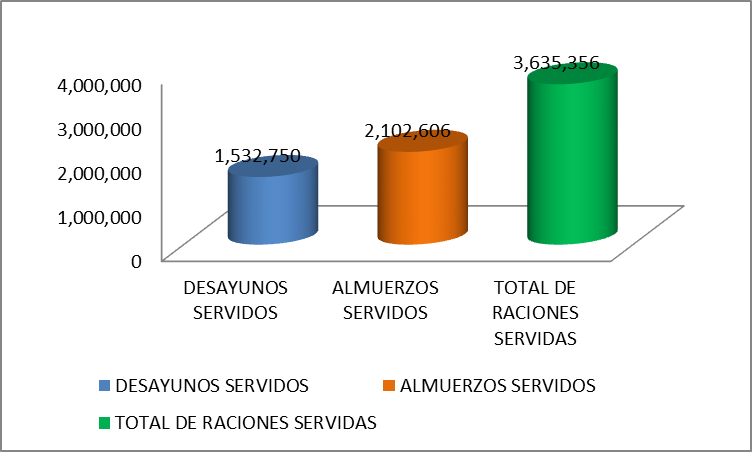 3,635,356
4,000,000
3,000,000
2,102,606
1,532,750
2,000,000
1,000,000
0
DESAYUNOS
SERVIDOS
ALMUERZOS
SERVIDOS
TOTAL DE
RACIONES
SERVIDAS
DESAYUNOS SERVIDOS
ALMUERZOS SERVIDOS
TOTAL DE RACIONES SERVIDAS